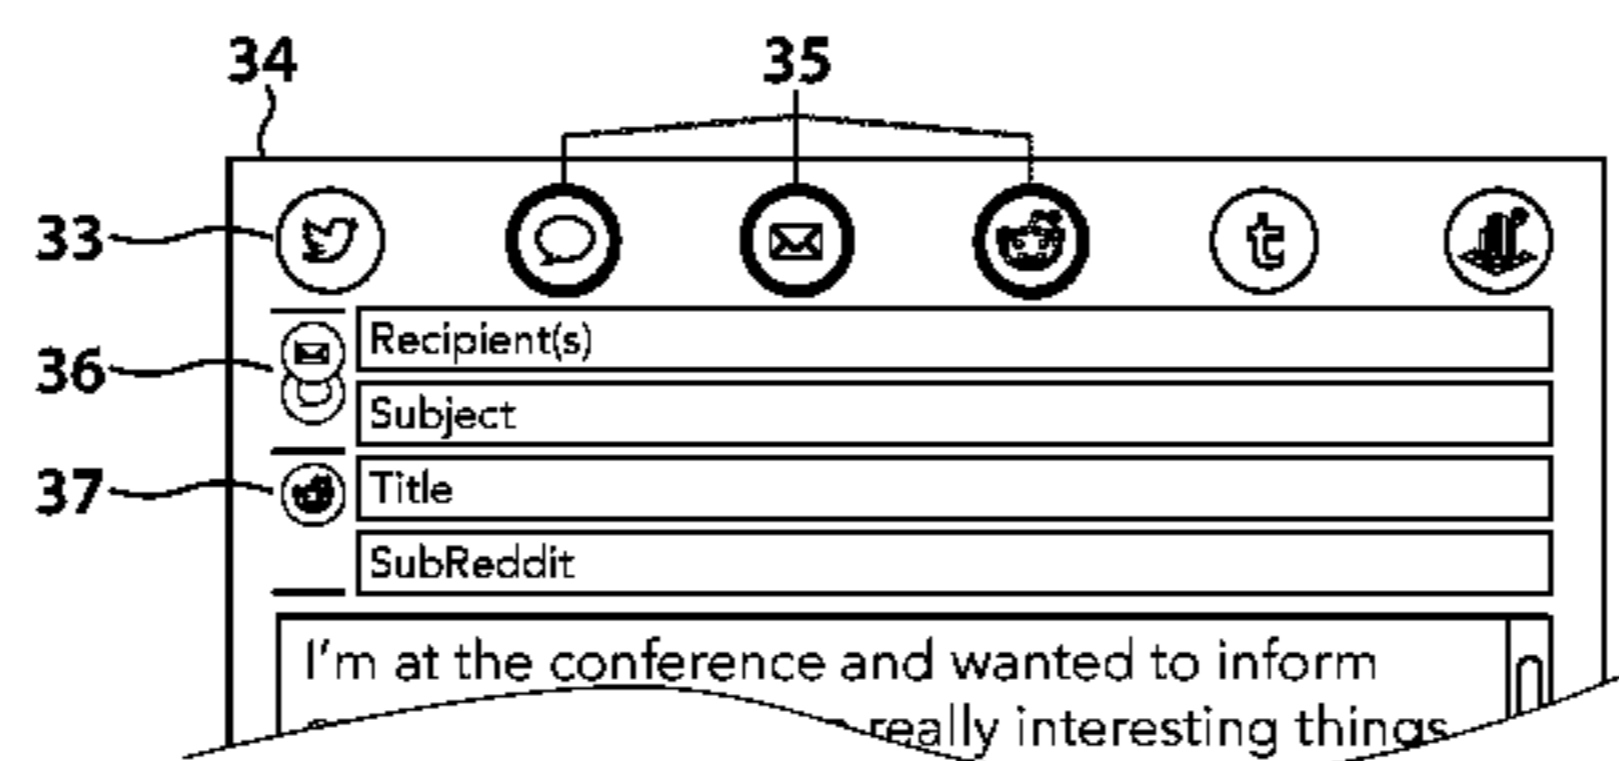 34 35
33
36 Recipient(s)
Subject
37 Title
SubReddit
I'm at the conference and wanted to inform
really interesting things